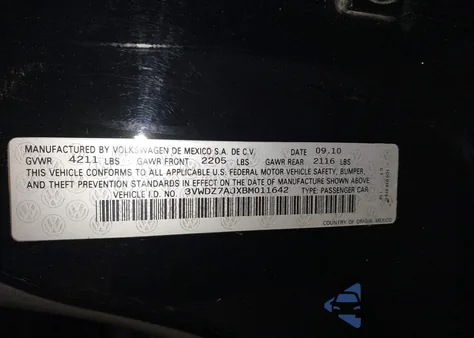 MANUFACTURED BY VOLKSWAGEN DE MEXICO S.A. DE C.V. DATE 09.10
GVWR 4211 LBS GAWR FRONT 2205 LBS GAWR REAR 2116 LBS
THIS VEHICLE CONFORMS TO ALL APPLICABLE U.S. FEDERAL MOTOR VEHICLE SAFETY, BUMPER,
AND THEFT PREVENTION STANDARDS IN EFFECT ON THE DATE OF MANUFACTURE SHOWN ABOVE.
VEHICLE I.D. NO. 3VWDZ7AJXBM011642 TYPE: PASSENGER CAR
COUNTRY OF ORIGIN: MEXICO